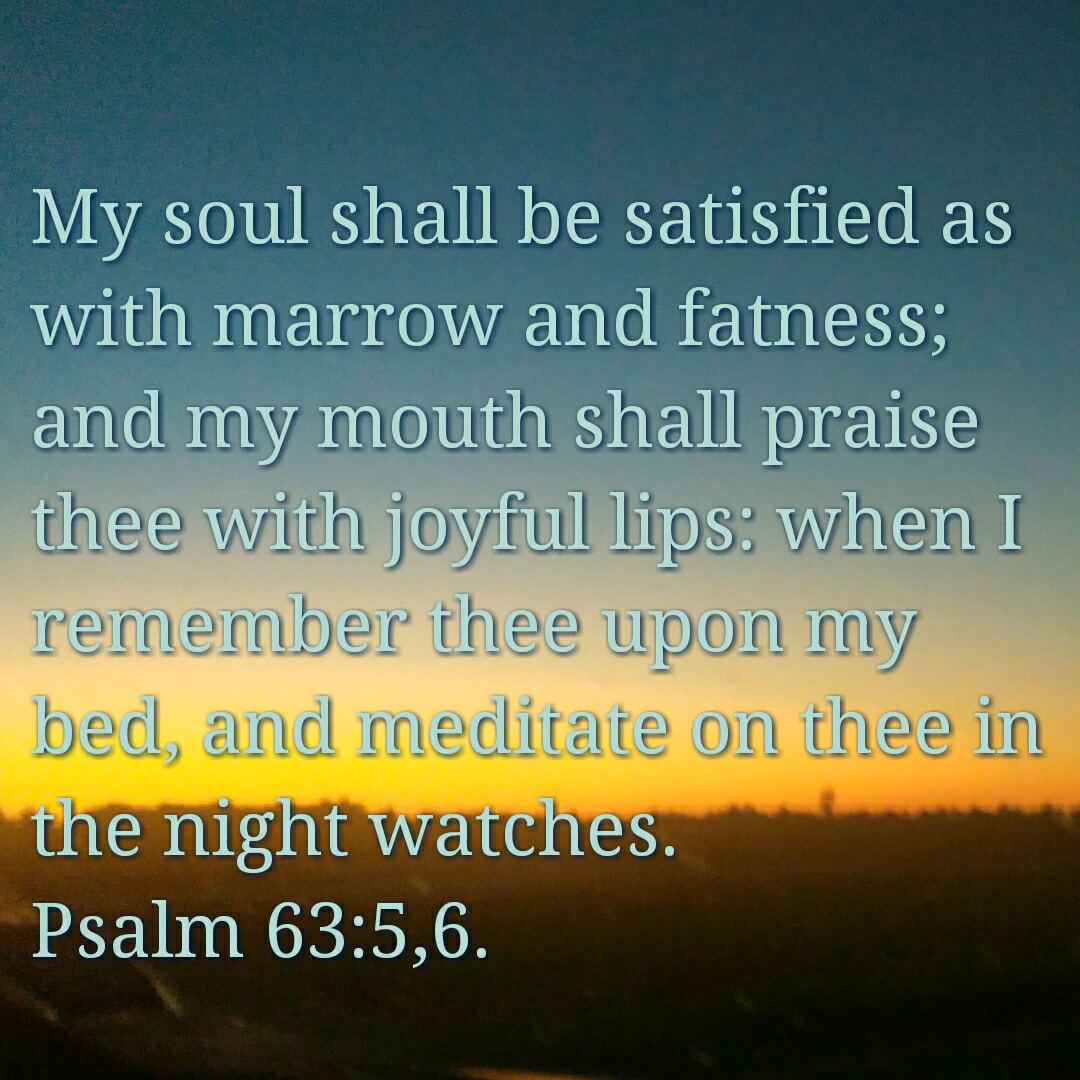 My soul shall be satisfied as
with marrow and fatness;
and my mouth shall praise
thee with joyful lips: when I
remember thee upon my
bed, and meditate on thee in
the night watches.
Psalm 63:5,6.